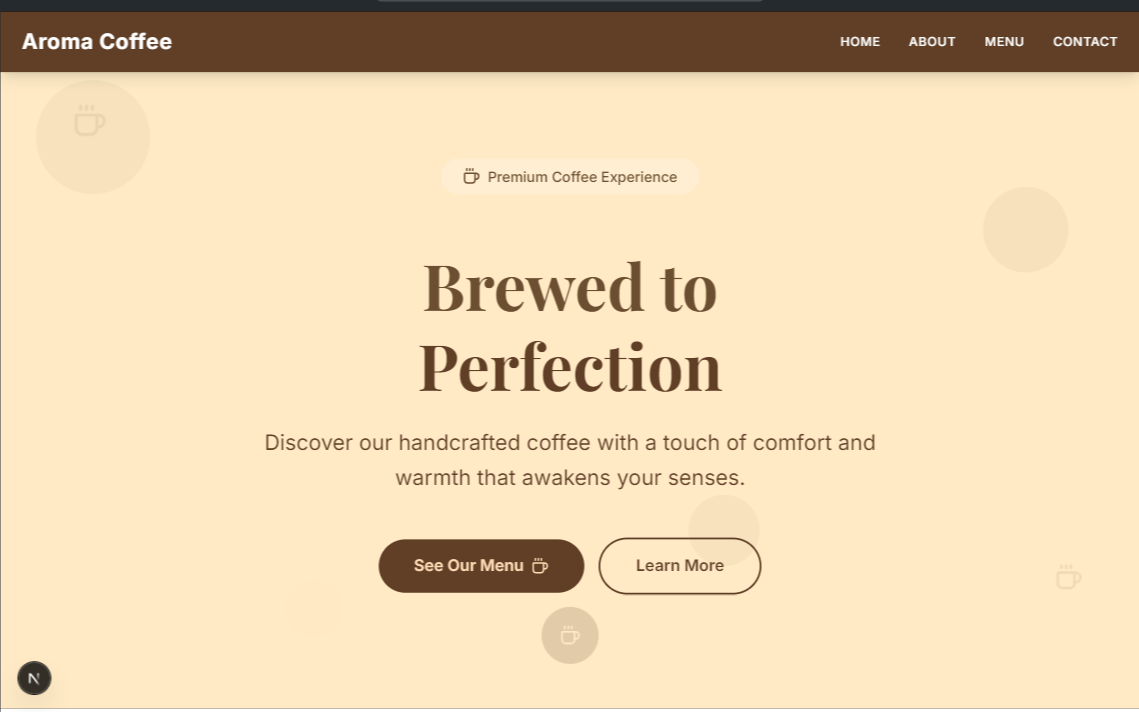 Aroma Coffee
HOME ABOUT MENU CONTACT
Premium Coffee Experience
Brewed to
Perfection
Discover our handcrafted coffee with a touch of comfort and
warmth that awakens your senses.
See Our Menu
Learn More
N